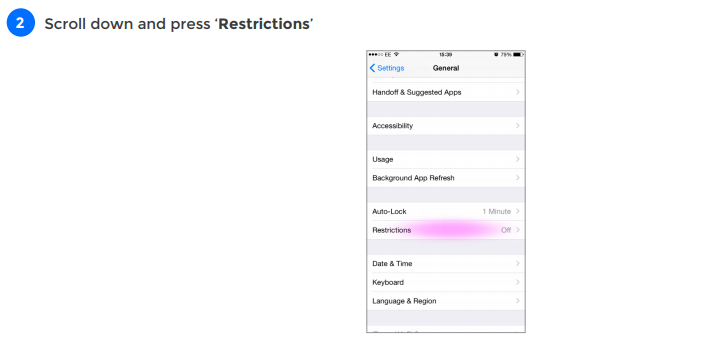 2 Scroll down and press ‘Restrictions’
EE 15:39 79%
Settings General
Handoff & Suggested Apps
Accessibility
Usage
Background App Refresh
Auto-Lock 1 Minute
Restrictions Off
Date & Time
Keyboard
Language & Region